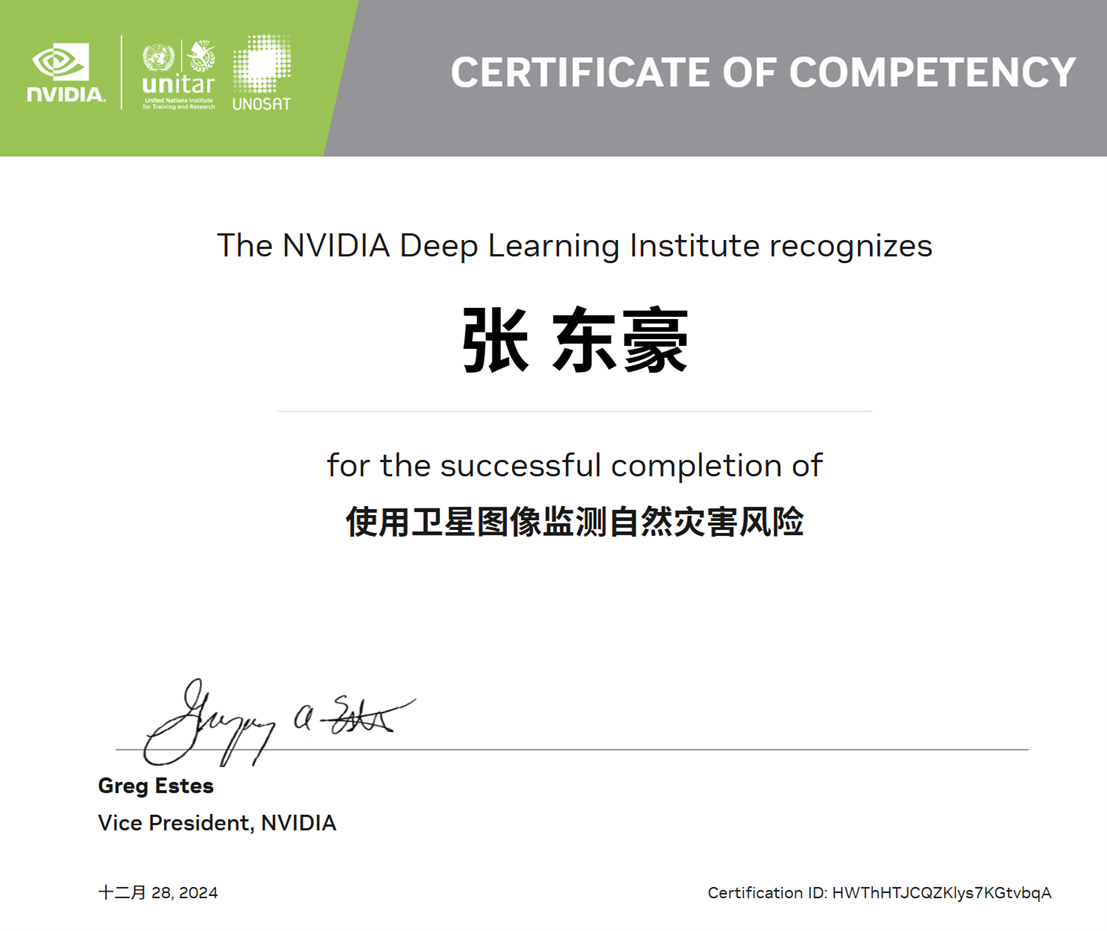 NVIDIA.
unitar
United Nations Institute
for Training and Research
UNOSAT
CERTIFICATE OF COMPETENCY
The NVIDIA Deep Learning Institute recognizes
张 东豪
for the successful completion of
使用卫星图像监测自然灾害风险
Greg Estes
Vice President, NVIDIA
十二月 28, 2024
Certification ID: HWThHTJCQZKlys7KGtvbqA